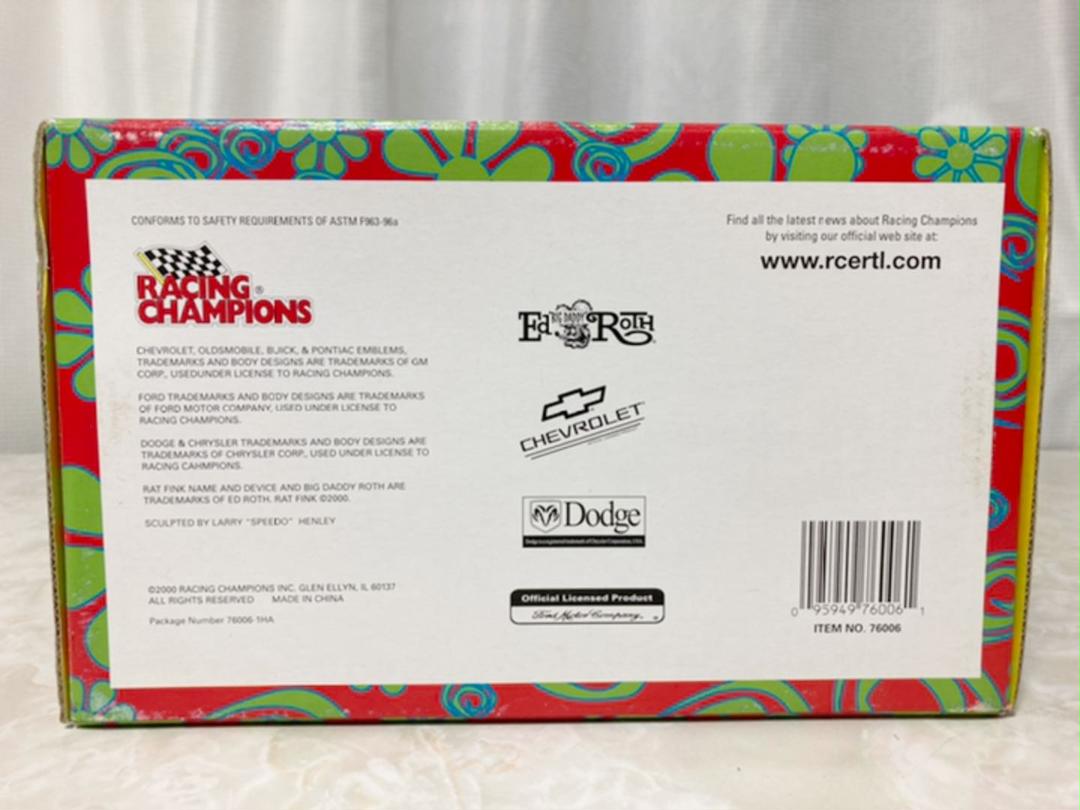 CONFORMS TO SAFETY REQUIREMENTS OF ASTM F963-96a
RACING
CHAMPIONS®
CHEVROLET, OLDSMOBILE, BUICK, & PONTIAC EMBLEMS,
TRADEMARKS AND BODY DESIGNS ARE TRADEMARKS OF GM
CORP., USEDUNDER LICENSE TO RACING CHAMPIONS.
FORD TRADEMARKS AND BODY DESIGNS ARE TRADEMARKS
OF FORD MOTOR COMPANY, USED UNDER LICENSE TO
RACING CHAMPIONS.
DODGE & CHRYSLER TRADEMARKS AND BODY DESIGNS ARE
TRADEMARKS OF CHRYSLER CORP., USED UNDER LICENSE TO
RACING CAHMPIONS.
RAT FINK NAME AND DEVICE AND BIG DADDY ROTH ARE
TRADEMARKS OF ED ROTH. RAT FINK ©2000.
SCULPTED BY LARRY "SPEEDO" HENLEY
©2000 RACING CHAMPIONS INC. GLEN ELLYN, IL 60137
ALL RIGHTS RESERVED MADE IN CHINA
Package Number 76006-1HA
Ed BIG DADDY ROTH
CHEVROLET
Dodge
Official Licensed Product
Ford Motor Company
Find all the latest news about Racing Champions
by visiting our official web site at:
www.rcertl.com
0 95949 76006 1
ITEM NO. 76006